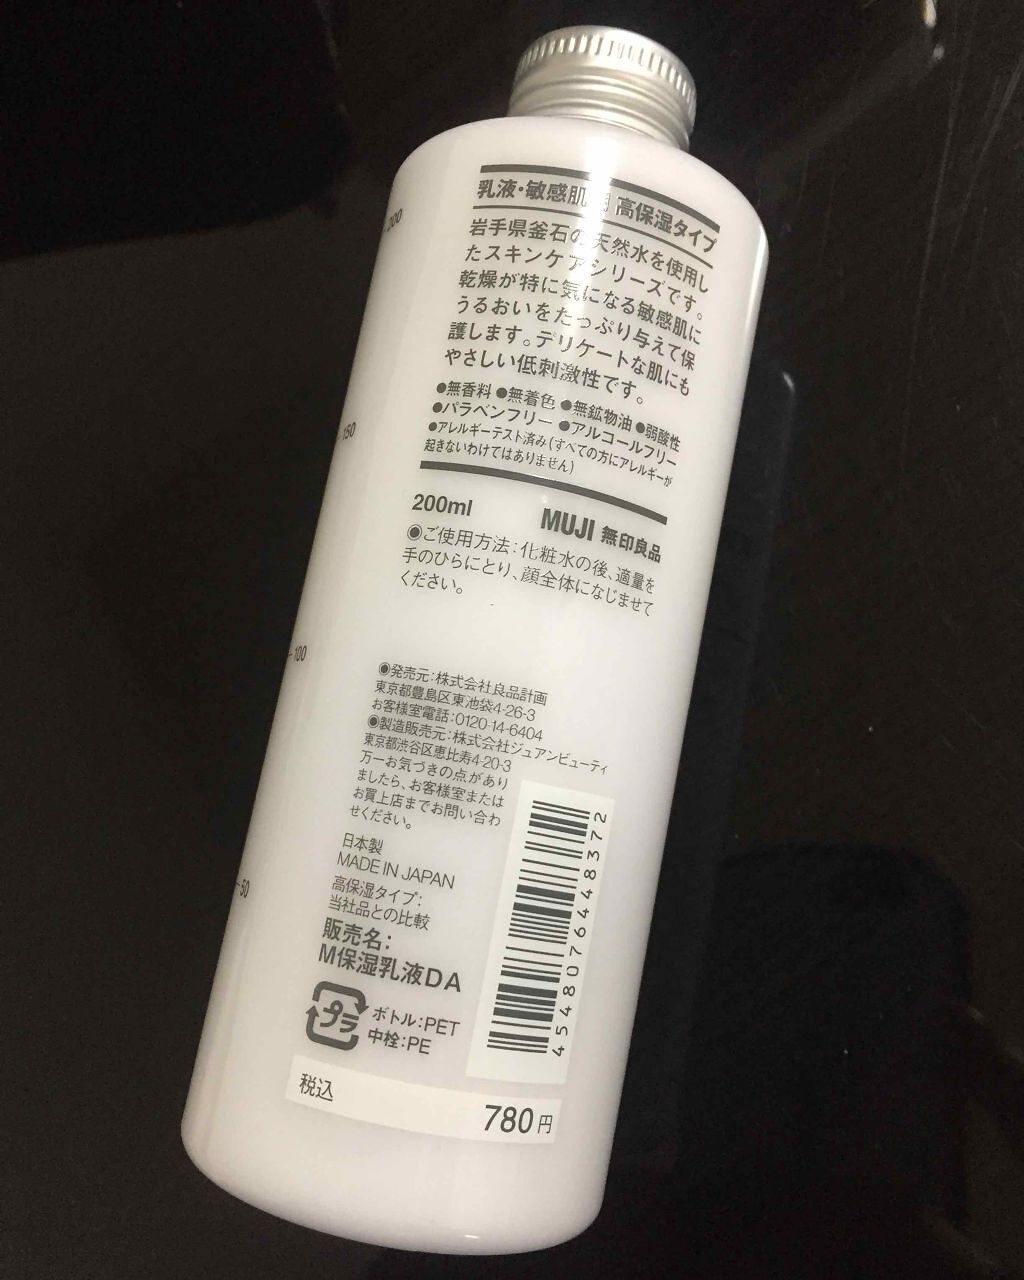 乳液・敏感肌用 高保湿タイプ
岩手県釜石の天然水を使用し
たスキンケアシリーズです。
乾燥が特に気になる敏感肌に
うるおいをたっぷり与えて保
護します。デリケートな肌にも
やさしい低刺激性です。
●無香料 ●無着色 ●無鉱物油 ●弱酸性
●パラベンフリー ●アルコールフリー
●アレルギーテスト済み(すべての方にアレルギーが
起きないわけではありません)
200ml MUJI 無印良品
◉ご使用方法:化粧水の後、適量を
手のひらにとり、顔全体になじませて
ください。
◉発売元:株式会社良品計画
東京都豊島区東池袋4-26-3
お客様室電話:0120-14-6404
◉製造販売元:株式会社ジュアンビューティ
東京都渋谷区恵比寿4-20-3
万一お気づきの点があり
ましたら、お客様室または
お買上店までお問い合わ
せください。
日本製
MADE IN JAPAN
高保湿タイプ:
当社品との比較
販売名:
M保湿乳液DA
プラ
ボトル:PET
中栓:PE
4548076448372
税込 780円
200
150
100
50